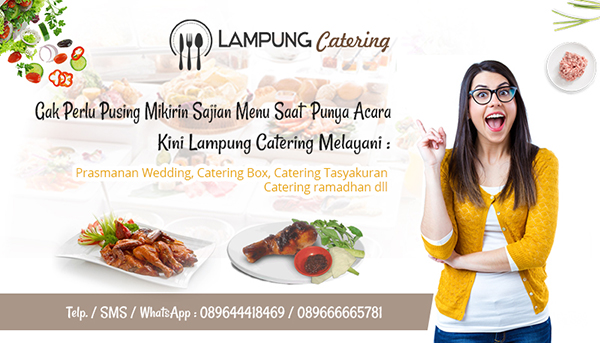 LAMPUNG Catering
Gak Perlu Pusing Mikirin Sajian Menu Saat Punya Acara
Kini Lampung Catering Melayani :
Prasmanan Wedding, Catering Box, Catering Tasyakuran
Catering ramadhan dll
Telp. / SMS / WhatsApp : 089644418469 / 089666665781